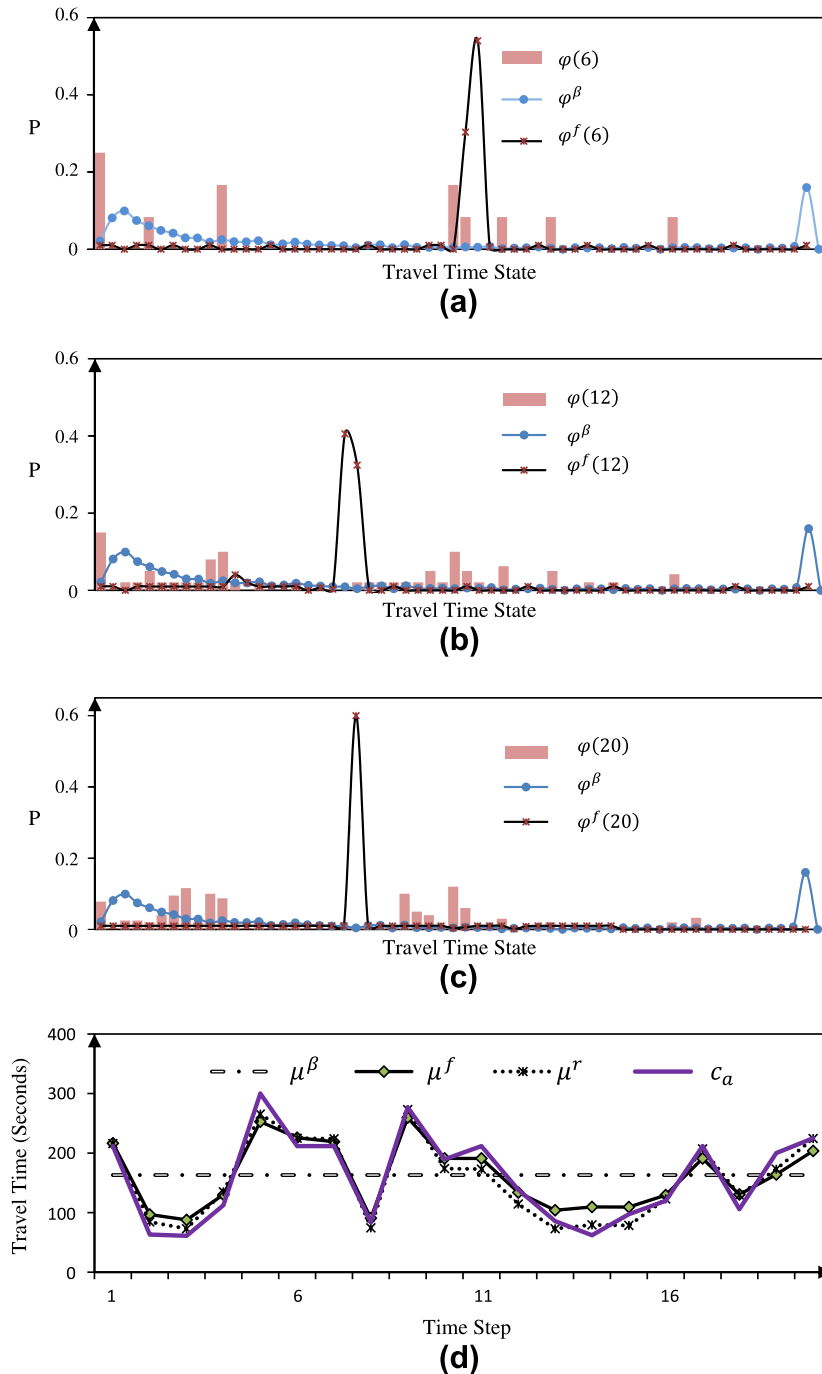 0.6
0.4
0.2
0
P
φ(6)
φ^β
φ^f(6)
Travel Time State
(a)
0.6
0.4
0.2
0
P
φ(12)
φ^β
φ^f(12)
Travel Time State
(b)
0.6
0.4
0.2
0
P
φ(20)
φ^β
φ^f(20)
Travel Time State
(c)
400
300
200
100
0
Travel Time (Seconds)
μ^β
μ^f
μ^r
c_a
1 6 11 16
Time Step
(d)